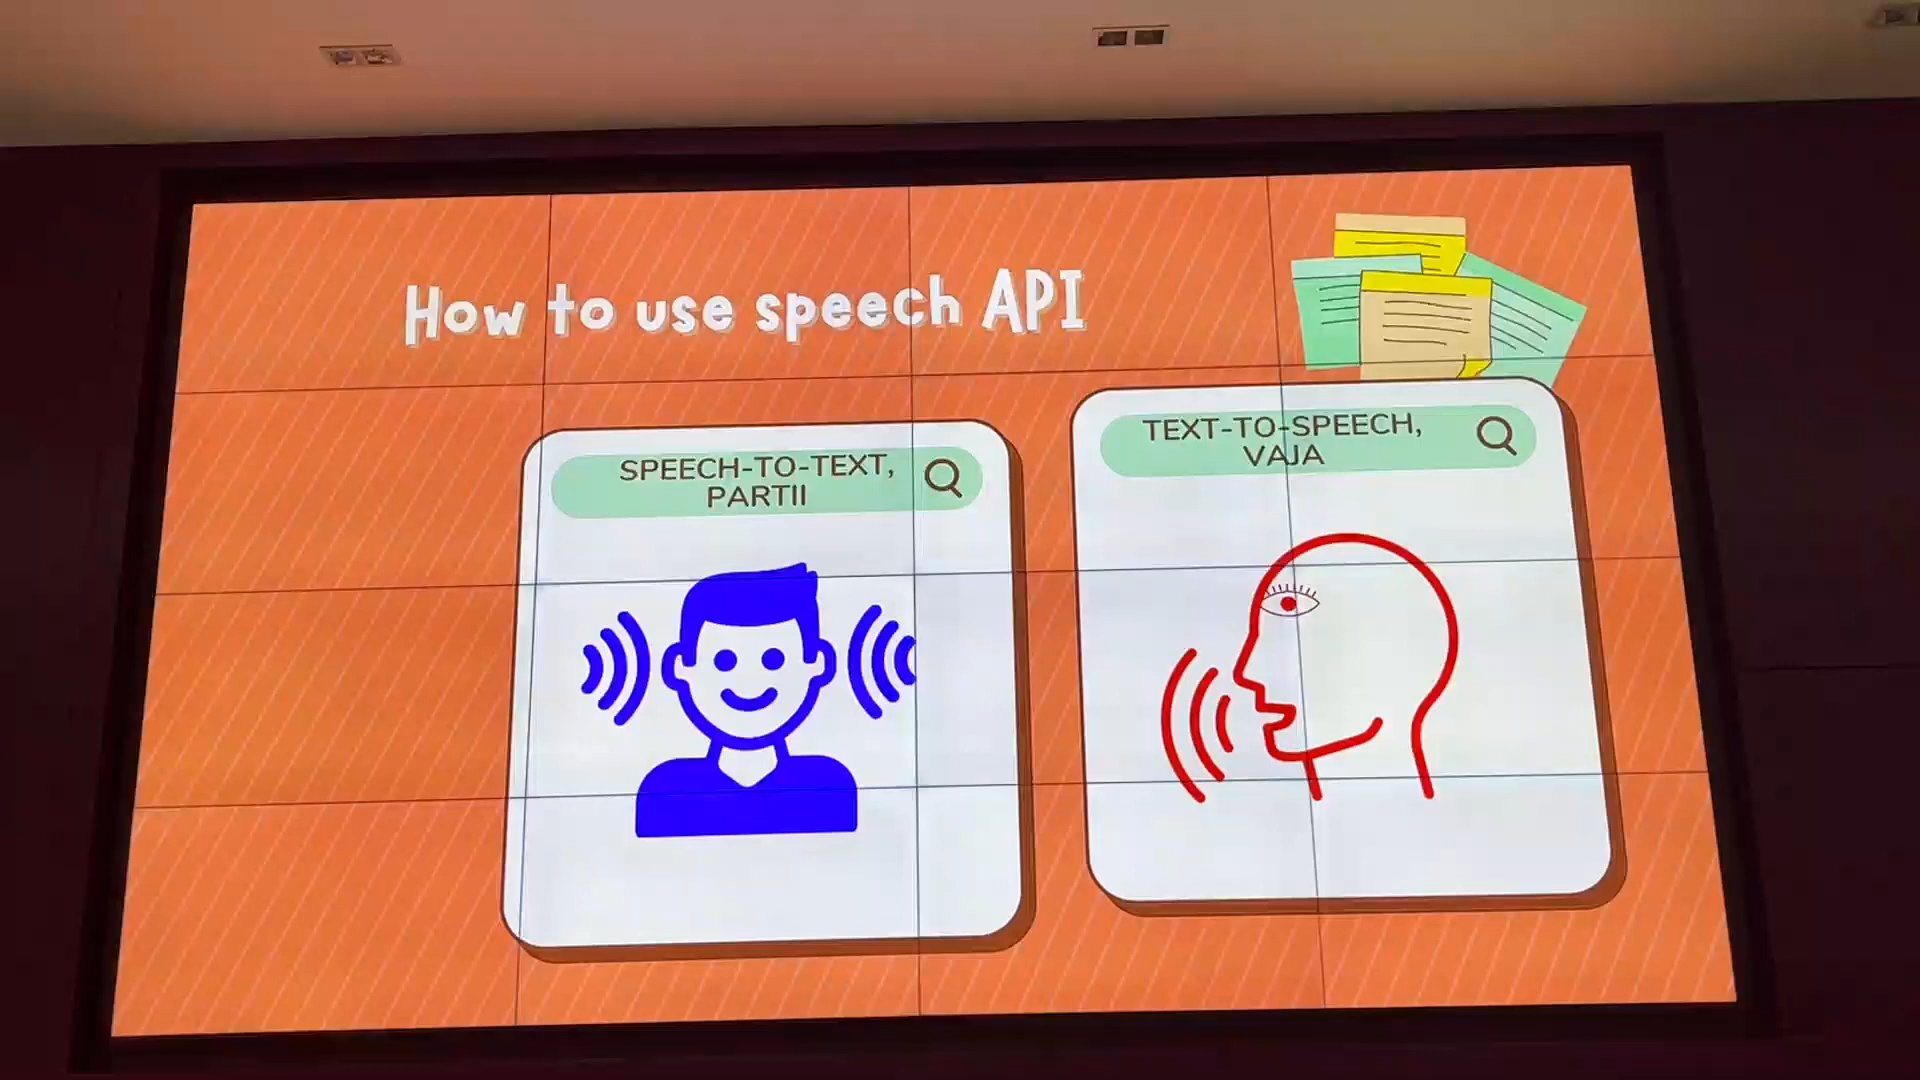 How to use speech API
SPEECH-TO-TEXT,
PARTII
TEXT-TO-SPEECH,
VAJA